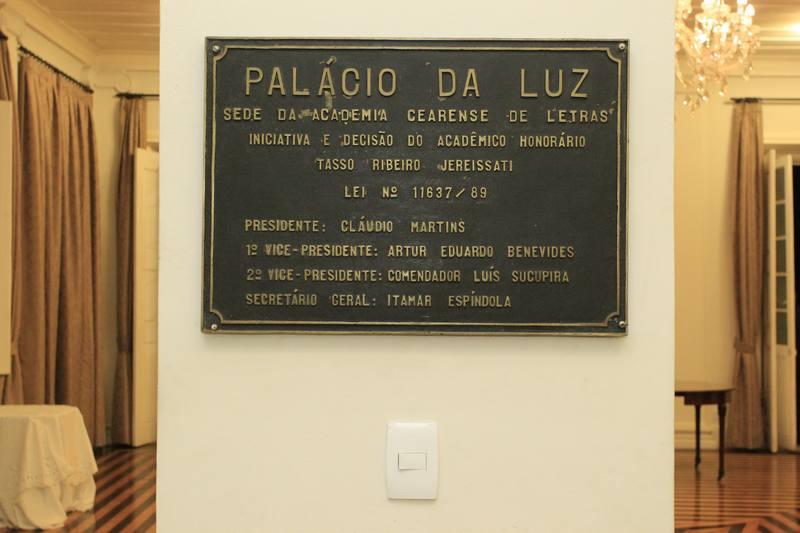 PALÁCIO DA LUZ
SEDE DA ACADEMIA CEARENSE DE LETRAS
INICIATIVA E DECISÃO DO ACADÊMICO HONORÁRIO
TASSO RIBEIRO JEREISSATI
LEI Nº 11637/89
PRESIDENTE: CLÁUDIO MARTINS
1º VICE-PRESIDENTE: ARTUR EDUARDO BENEVIDES
2º VICE-PRESIDENTE: COMENDADOR LUÍS SUCUPIRA
SECRETÁRIO GERAL: ITAMAR ESPÍNDOLA